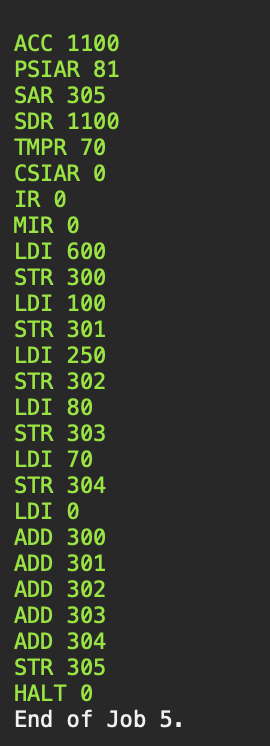 ACC 1100
PSIAR 81
SAR 305
SDR 1100
TMPR 70
CSIAR 0
IR 0
MIR 0
LDI 600
STR 300
LDI 100
STR 301
LDI 250
STR 302
LDI 80
STR 303
LDI 70
STR 304
LDI 0
ADD 300
ADD 301
ADD 302
ADD 303
ADD 304
STR 305
HALT 0
End of Job 5.